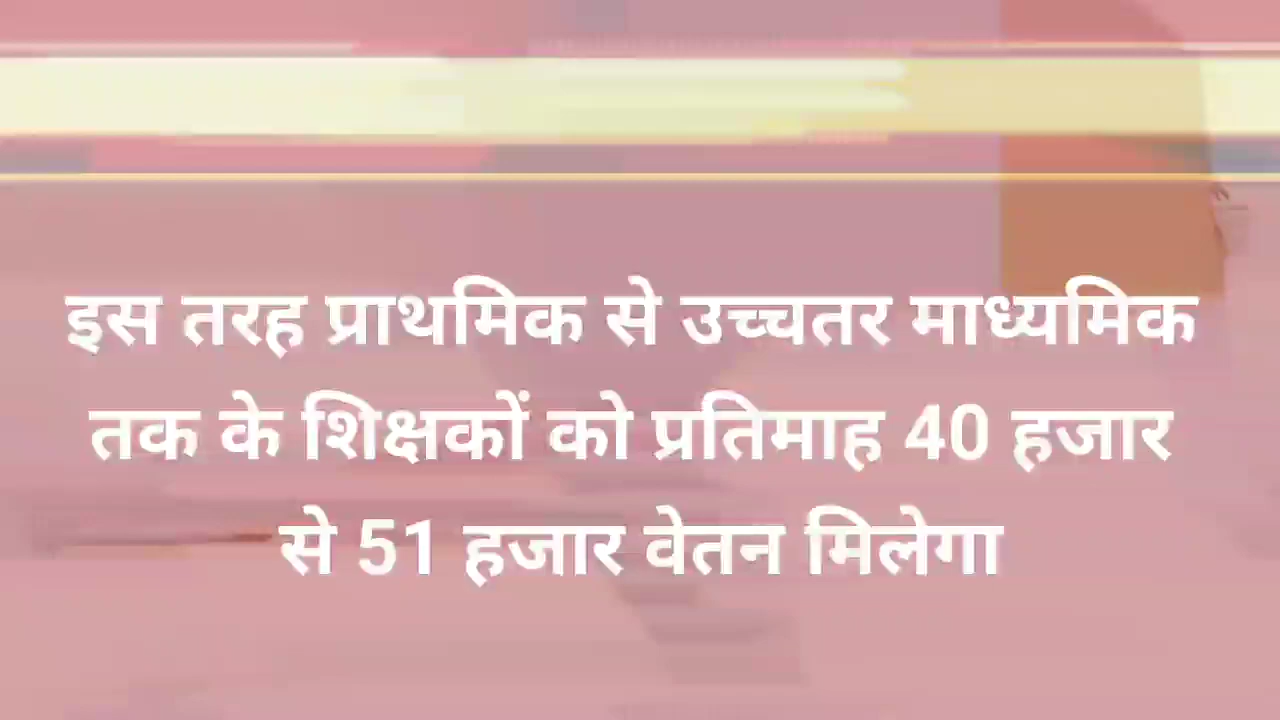 इस तरह प्राथमिक से उच्चतर माध्यमिक
तक के शिक्षकों को प्रतिमाह 40 हजार
से 51 हजार वेतन मिलेगा